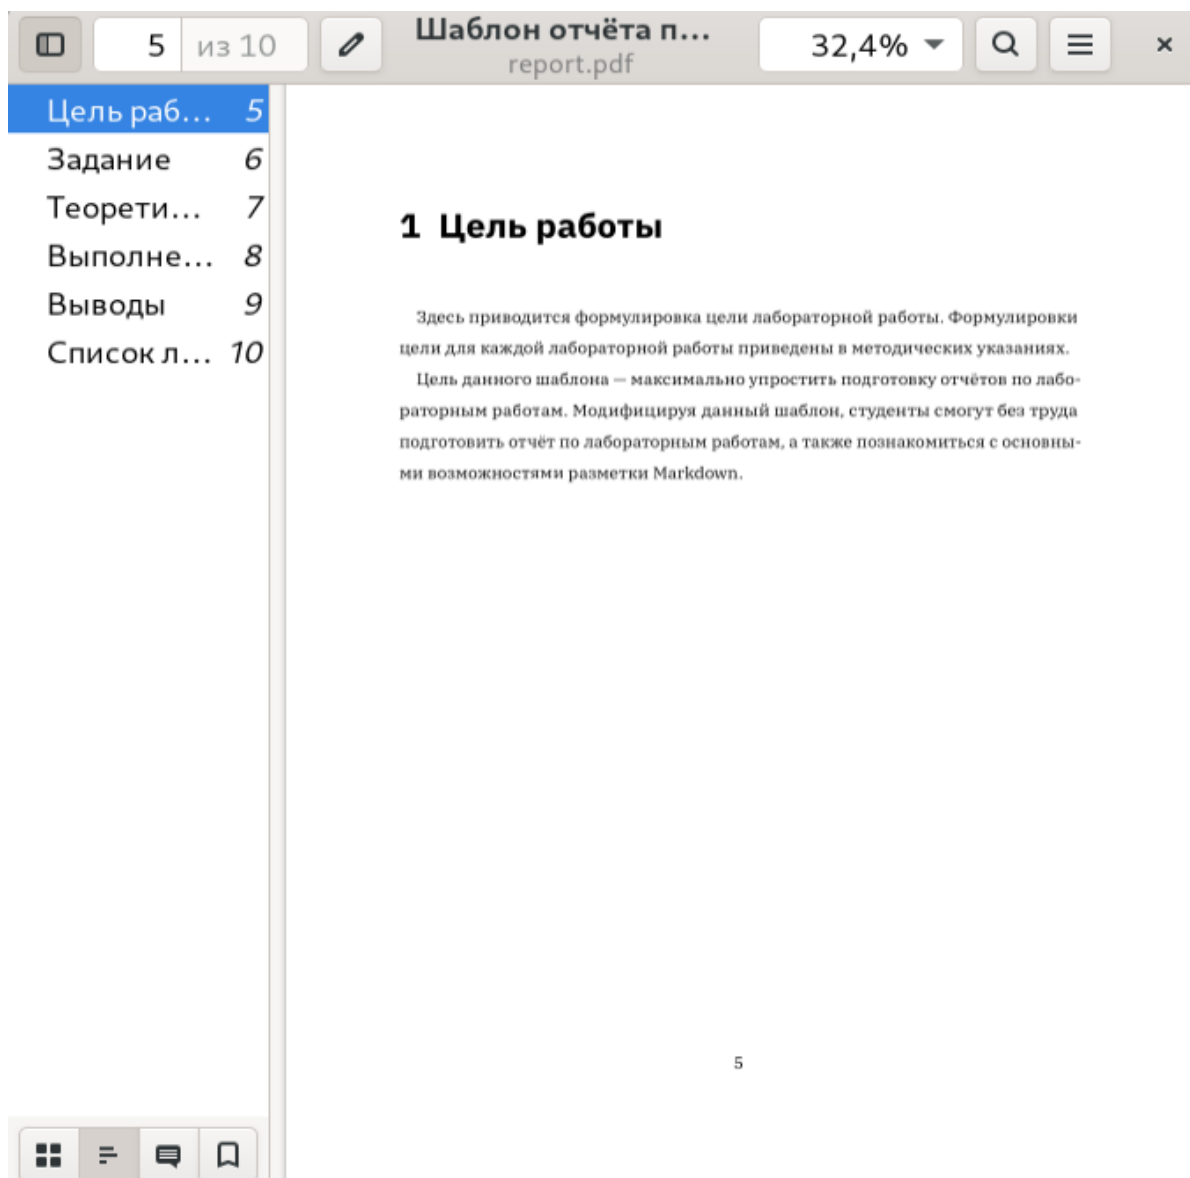 5 из 10
Шаблон отчёта п...
report.pdf
32,4%
Цель раб... 5
Задание 6
Теорети... 7
Выполне... 8
Выводы 9
Список л... 10
1 Цель работы
Здесь приводится формулировка цели лабораторной работы. Формулировки
цели для каждой лабораторной работы приведены в методических указаниях.
Цель данного шаблона — максимально упростить подготовку отчётов по лабо-
раторным работам. Модифицируя данный шаблон, студенты смогут без труда
подготовить отчёт по лабораторным работам, а также познакомиться с основны-
ми возможностями разметки Markdown.
5